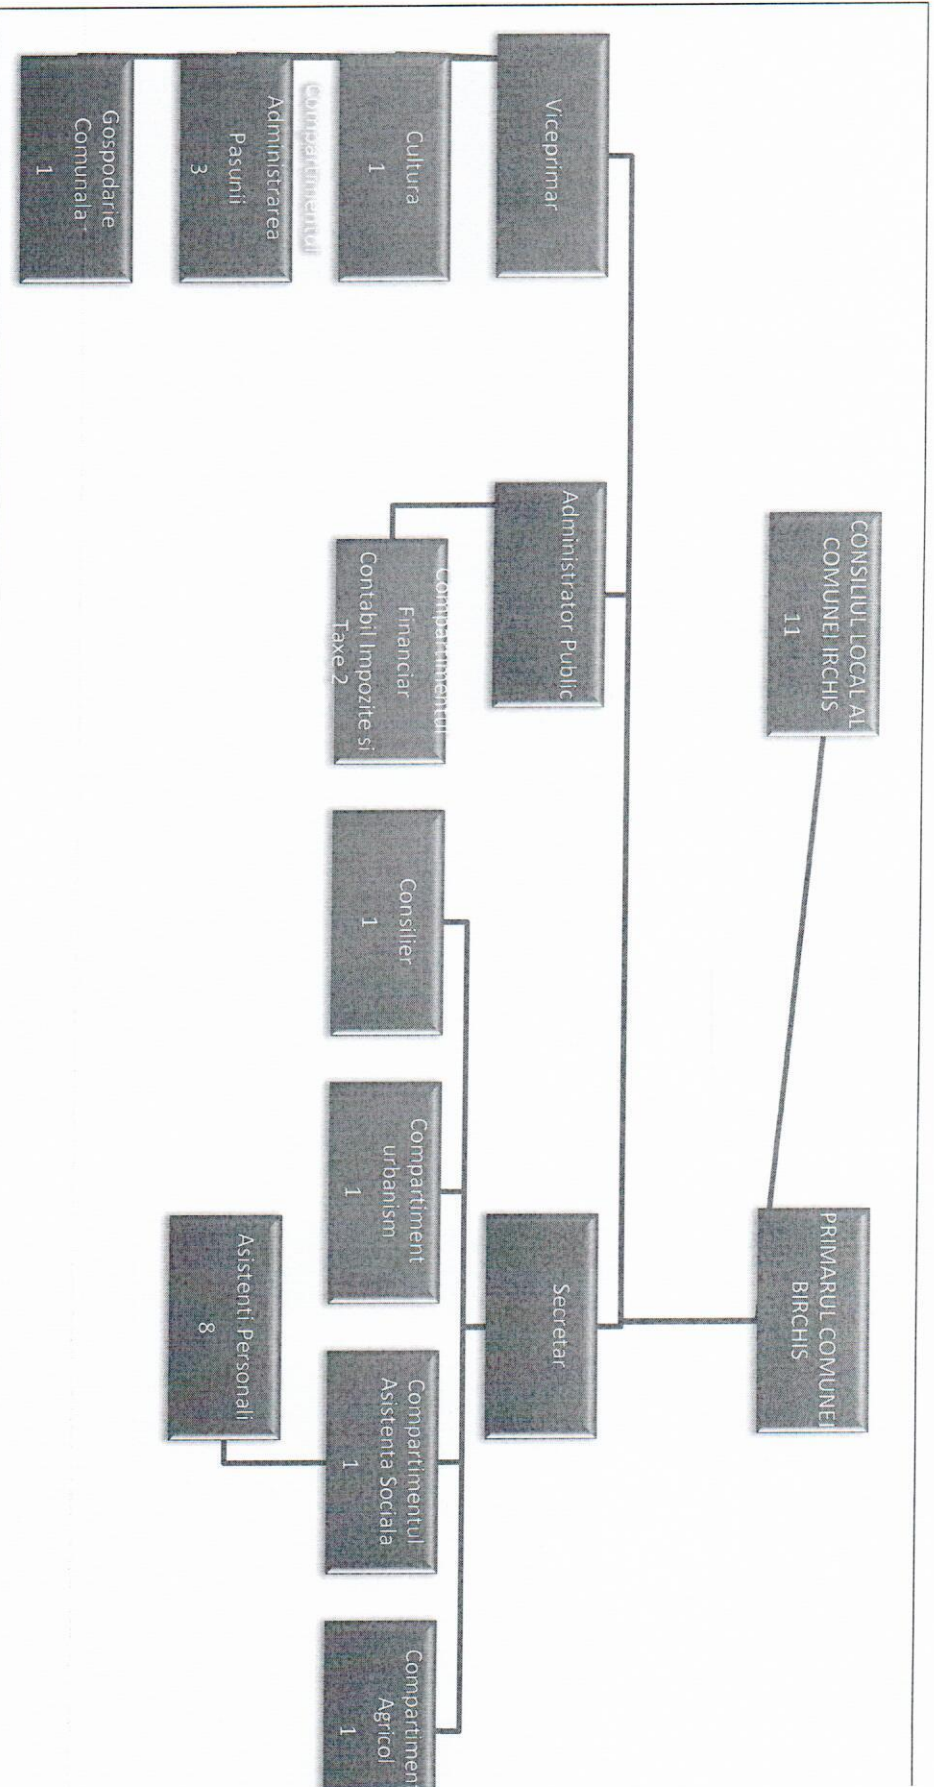 CONSILIUL LOCAL AL
COMUNEI IRCHIS
11
PRIMARUL COMUNEI
BIRCHIS
Viceprimar
Administrator Public
Secretar
Cultura
1
Compartimentul
Administrarea
Pasunii
3
Gospodarie
Comunala
1
Compartimentul
Financiar
Contabil Impozite si
Taxe 2
Consilier
1
Compartiment
urbanism
1
Compartimentul
Asistenta Sociala
1
Compartiment
Agricol
1
Asistenti Personali
8